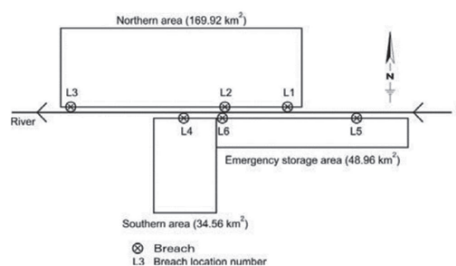 Northern area (169.92 km²)
L3
L2
L1
N
River
L4
L6
L5
Emergency storage area (48.96 km²)
Southern area (34.56 km²)
Breach
L3 Breach location number